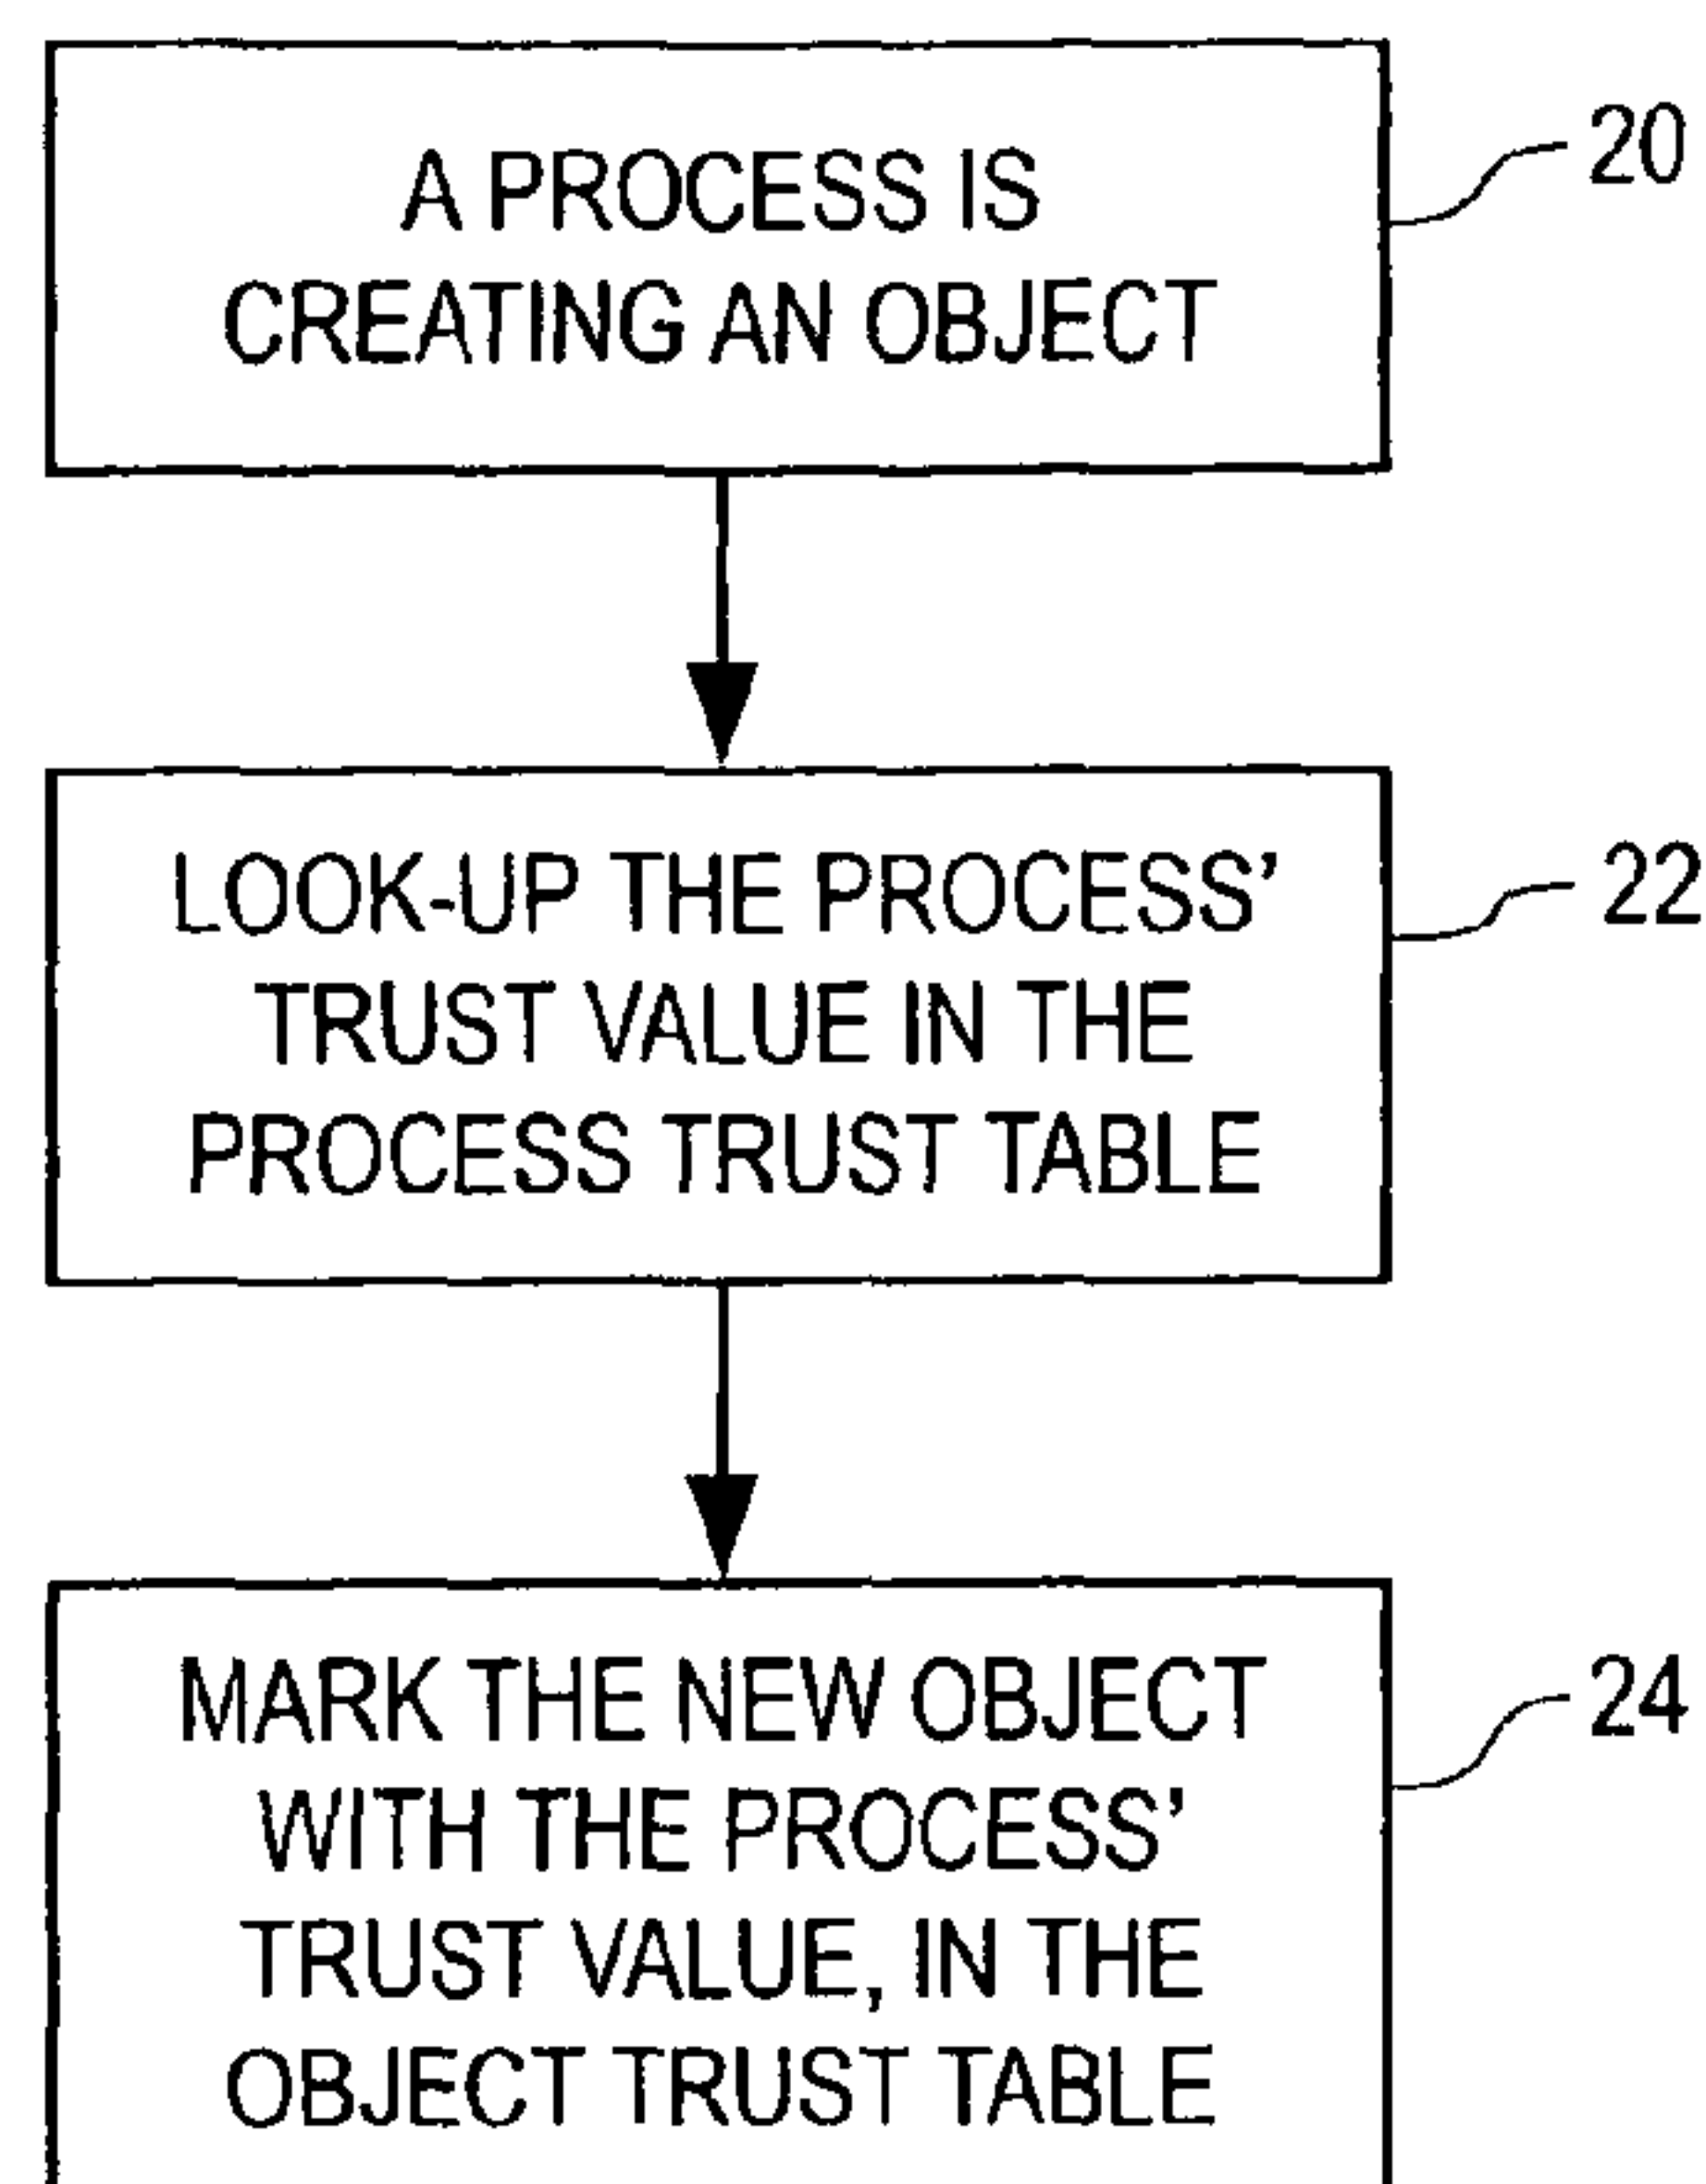 A PROCESS IS
CREATING AN OBJECT
20
LOOK-UP THE PROCESS'
TRUST VALUE IN THE
PROCESS TRUST TABLE
22
MARK THE NEW OBJECT
WITH THE PROCESS'
TRUST VALUE, IN THE
OBJECT TRUST TABLE
24